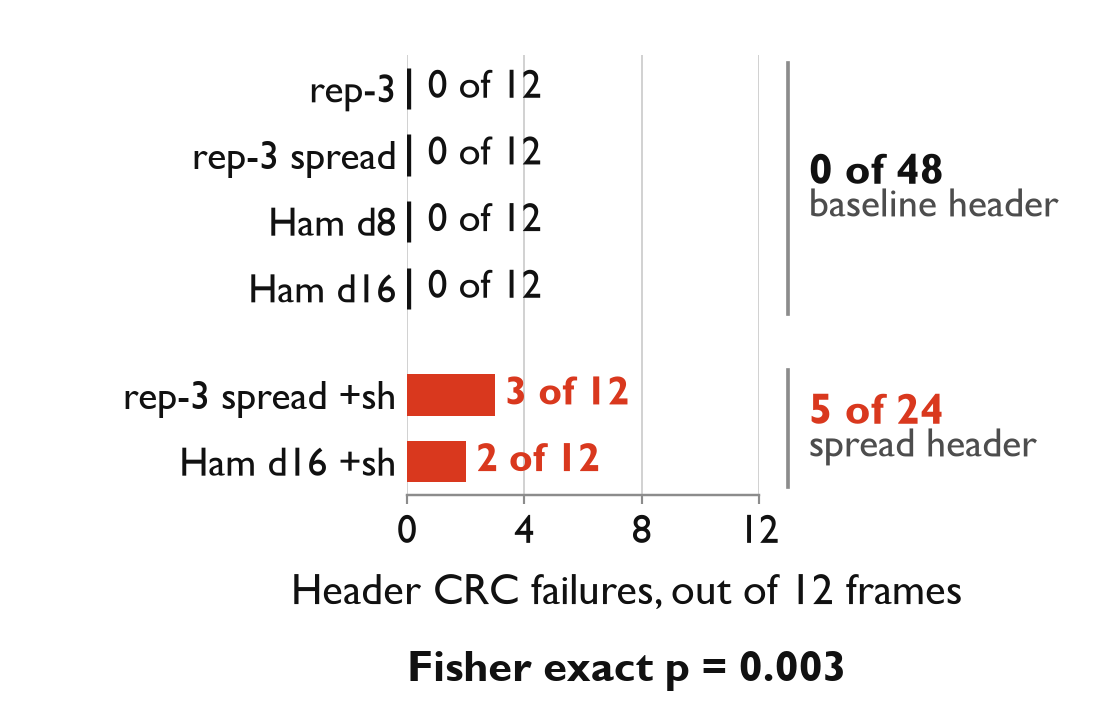 rep-3 0 of 12
rep-3 spread 0 of 12
Ham d8 0 of 12
Ham d16 0 of 12
0 of 48
baseline header
rep-3 spread +sh 3 of 12
Ham d16 +sh 2 of 12
5 of 24
spread header
0 4 8 12
Header CRC failures, out of 12 frames
Fisher exact p = 0.003